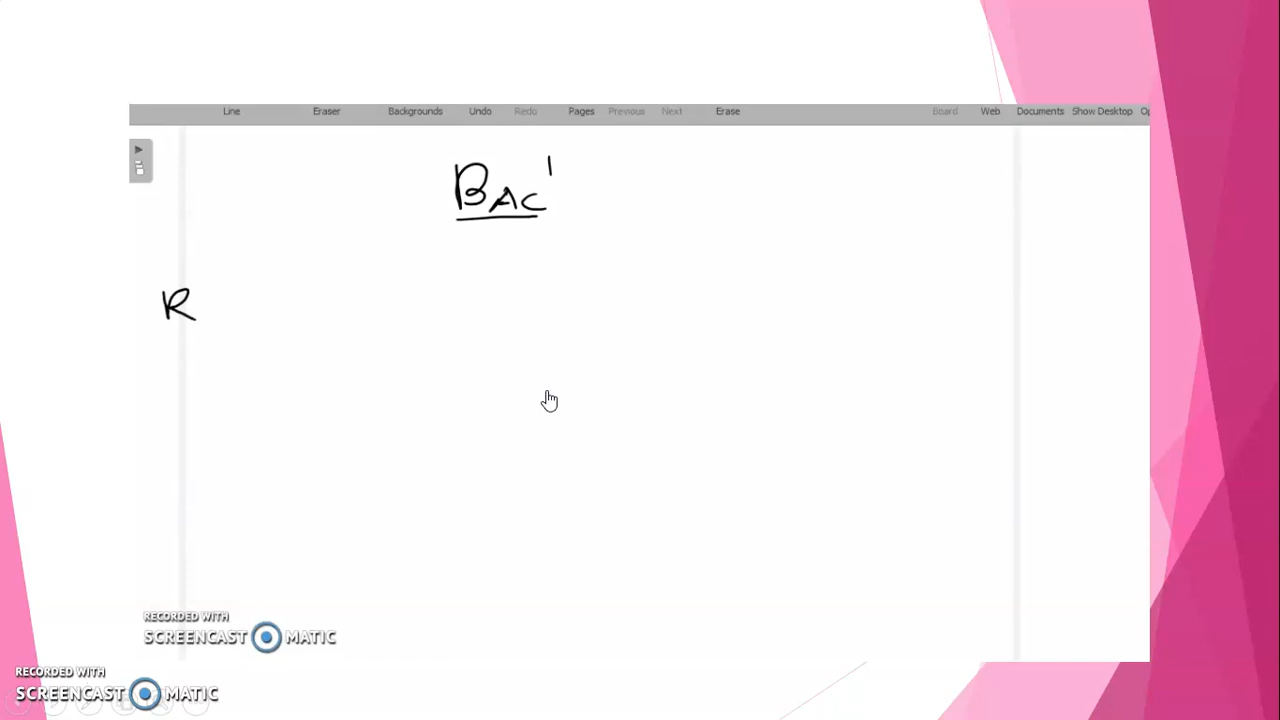 Line Eraser Backgrounds Undo Redo Pages Previous Next Erase Board Web Documents Show Desktop Op
BAC'
R
RECORDED WITH
SCREENCAST MATIC
RECORDED WITH
SCREENCAST MATIC